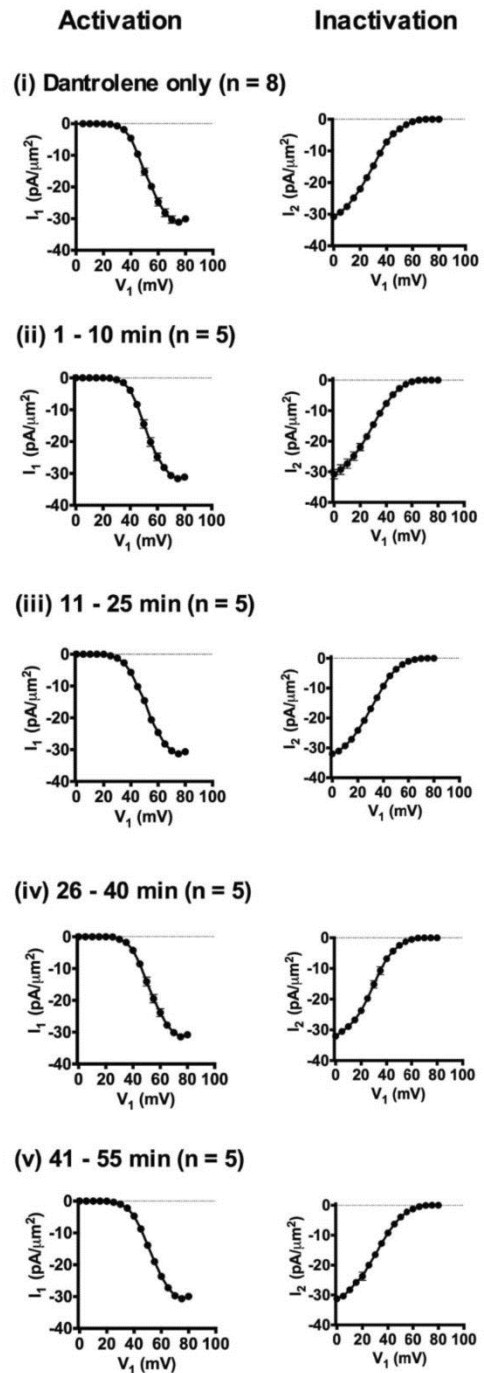 Activation Inactivation
(i) Dantrolene only (n = 8)
0
-10
-20
-30
-40
I1 (pA/μm²)
0 20 40 60 80 100
V1 (mV)
0
-10
-20
-30
-40
I2 (pA/μm²)
0 20 40 60 80 100
V1 (mV)
(ii) 1 - 10 min (n = 5)
0
-10
-20
-30
-40
I1 (pA/μm²)
0 20 40 60 80 100
V1 (mV)
0
-10
-20
-30
-40
I2 (pA/μm²)
0 20 40 60 80 100
V1 (mV)
(iii) 11 - 25 min (n = 5)
0
-10
-20
-30
-40
I1 (pA/μm²)
0 20 40 60 80 100
V1 (mV)
0
-10
-20
-30
-40
I2 (pA/μm²)
0 20 40 60 80 100
V1 (mV)
(iv) 26 - 40 min (n = 5)
0
-10
-20
-30
-40
I1 (pA/μm²)
0 20 40 60 80 100
V1 (mV)
0
-10
-20
-30
-40
I2 (pA/μm²)
0 20 40 60 80 100
V1 (mV)
(v) 41 - 55 min (n = 5)
0
-10
-20
-30
-40
I1 (pA/μm²)
0 20 40 60 80 100
V1 (mV)
0
-10
-20
-30
-40
I2 (pA/μm²)
0 20 40 60 80 100
V1 (mV)